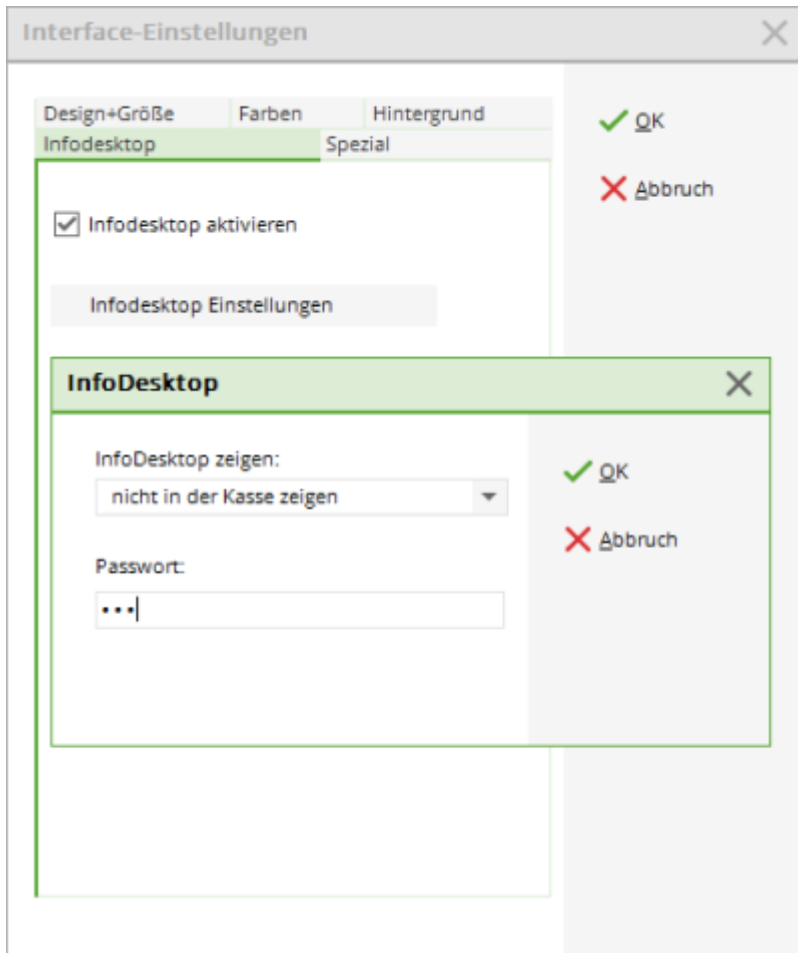 Interface-Einstellungen
Design+Größe Farben Hintergrund
Infodesktop Spezial
OK
Abbruch
Infodesktop aktivieren
Infodesktop Einstellungen
InfoDesktop
InfoDesktop zeigen:
nicht in der Kasse zeigen
Passwort:
•••
OK
Abbruch